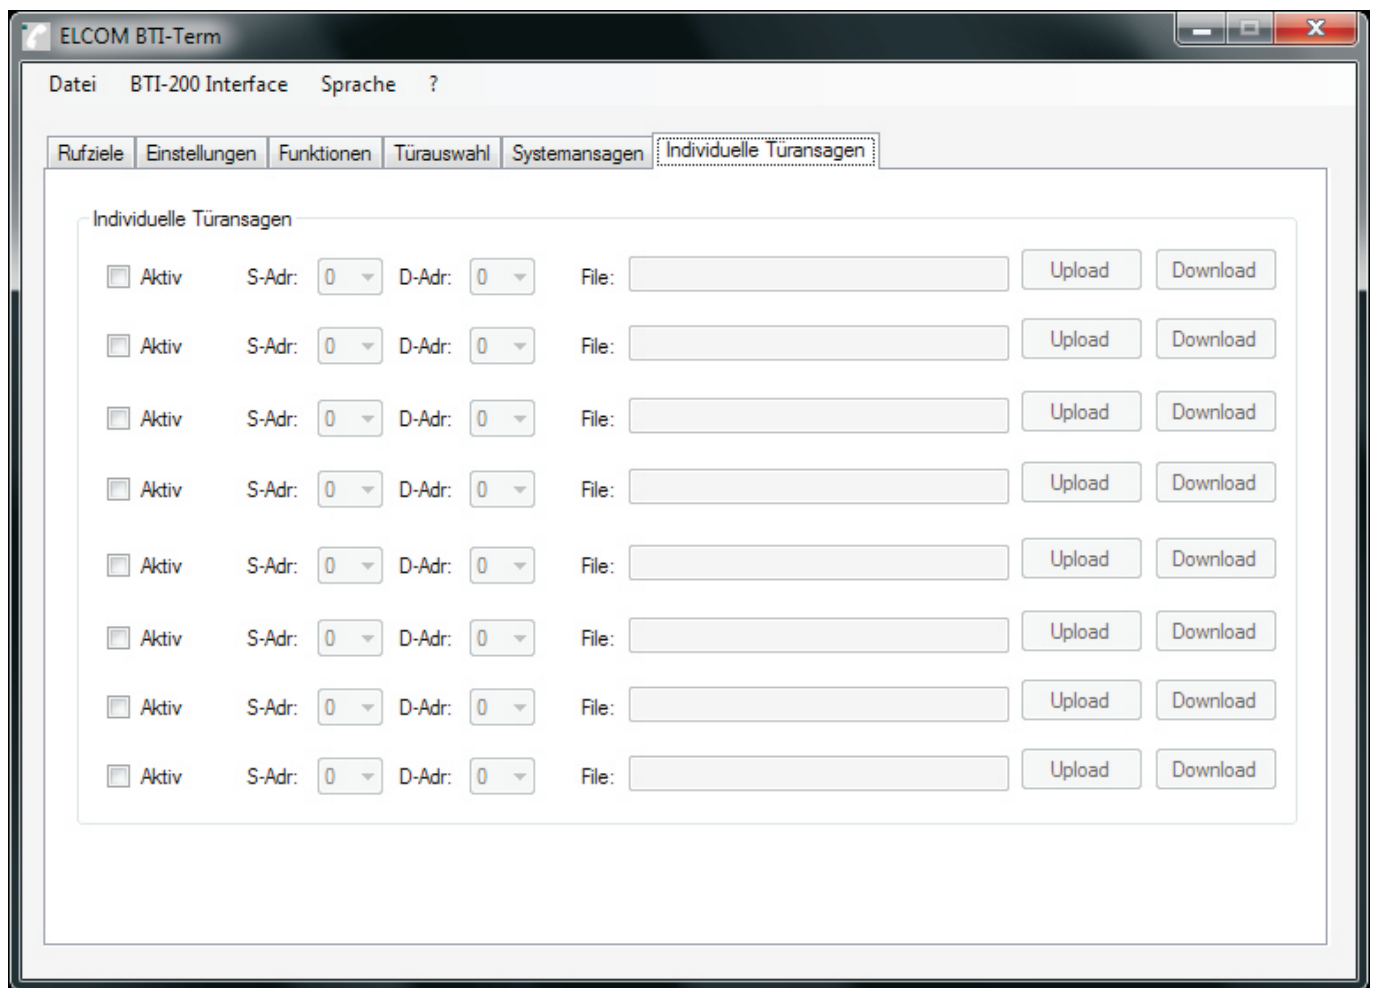 ELCOM BTI-Term
Datei BTI-200 Interface Sprache ?
Rufziele Einstellungen Funktionen Türauswahl Systemansagen Individuelle Türansagen
Individuelle Türansagen
Aktiv S-Adr: 0 D-Adr: 0 File: Upload Download
Aktiv S-Adr: 0 D-Adr: 0 File: Upload Download
Aktiv S-Adr: 0 D-Adr: 0 File: Upload Download
Aktiv S-Adr: 0 D-Adr: 0 File: Upload Download
Aktiv S-Adr: 0 D-Adr: 0 File: Upload Download
Aktiv S-Adr: 0 D-Adr: 0 File: Upload Download
Aktiv S-Adr: 0 D-Adr: 0 File: Upload Download
Aktiv S-Adr: 0 D-Adr: 0 File: Upload Download